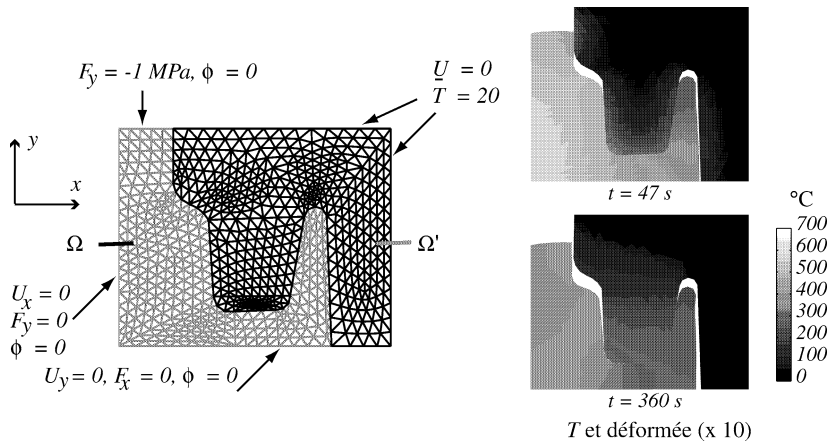 F_y = -1 MPa, ϕ = 0
U = 0
T = 20
y
x
Ω
Ω'
U_x = 0
F_y = 0
ϕ = 0
U_y = 0, F_x = 0, ϕ = 0
t = 47 s
°C
700
600
500
400
300
200
100
0
t = 360 s
T et déformée (x 10)